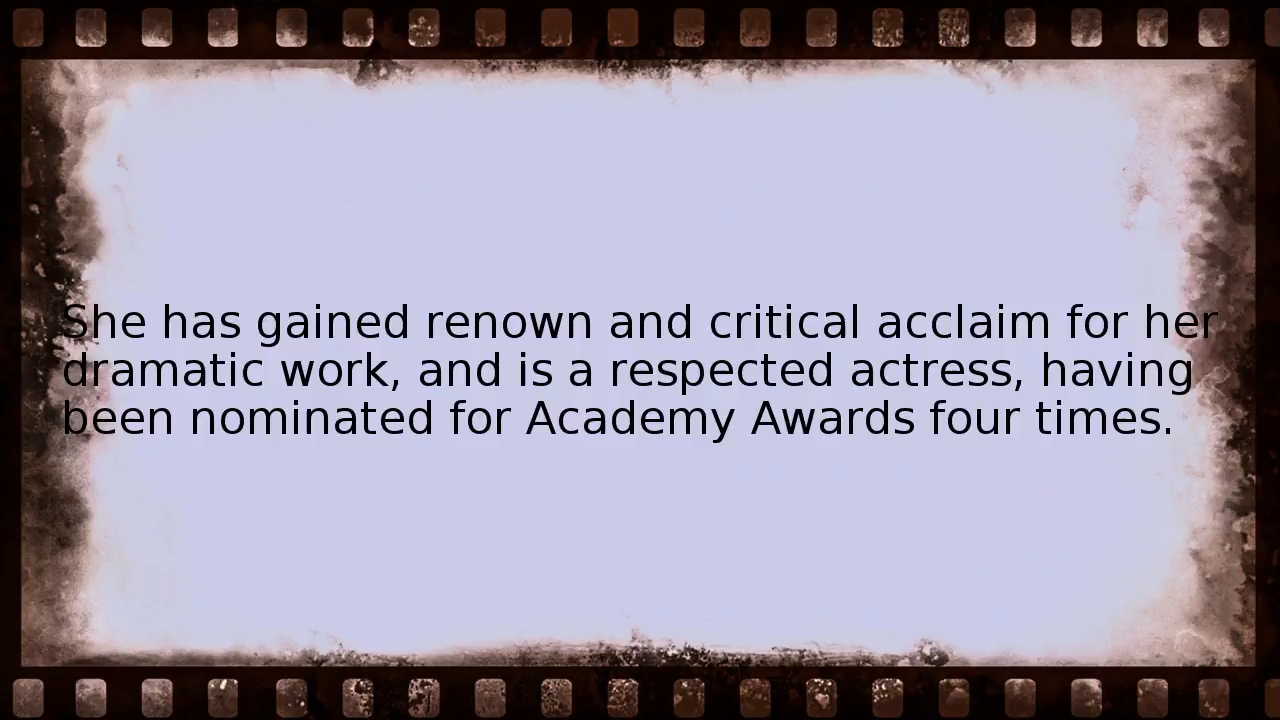 She has gained renown and critical acclaim for her
dramatic work, and is a respected actress, having
been nominated for Academy Awards four times.